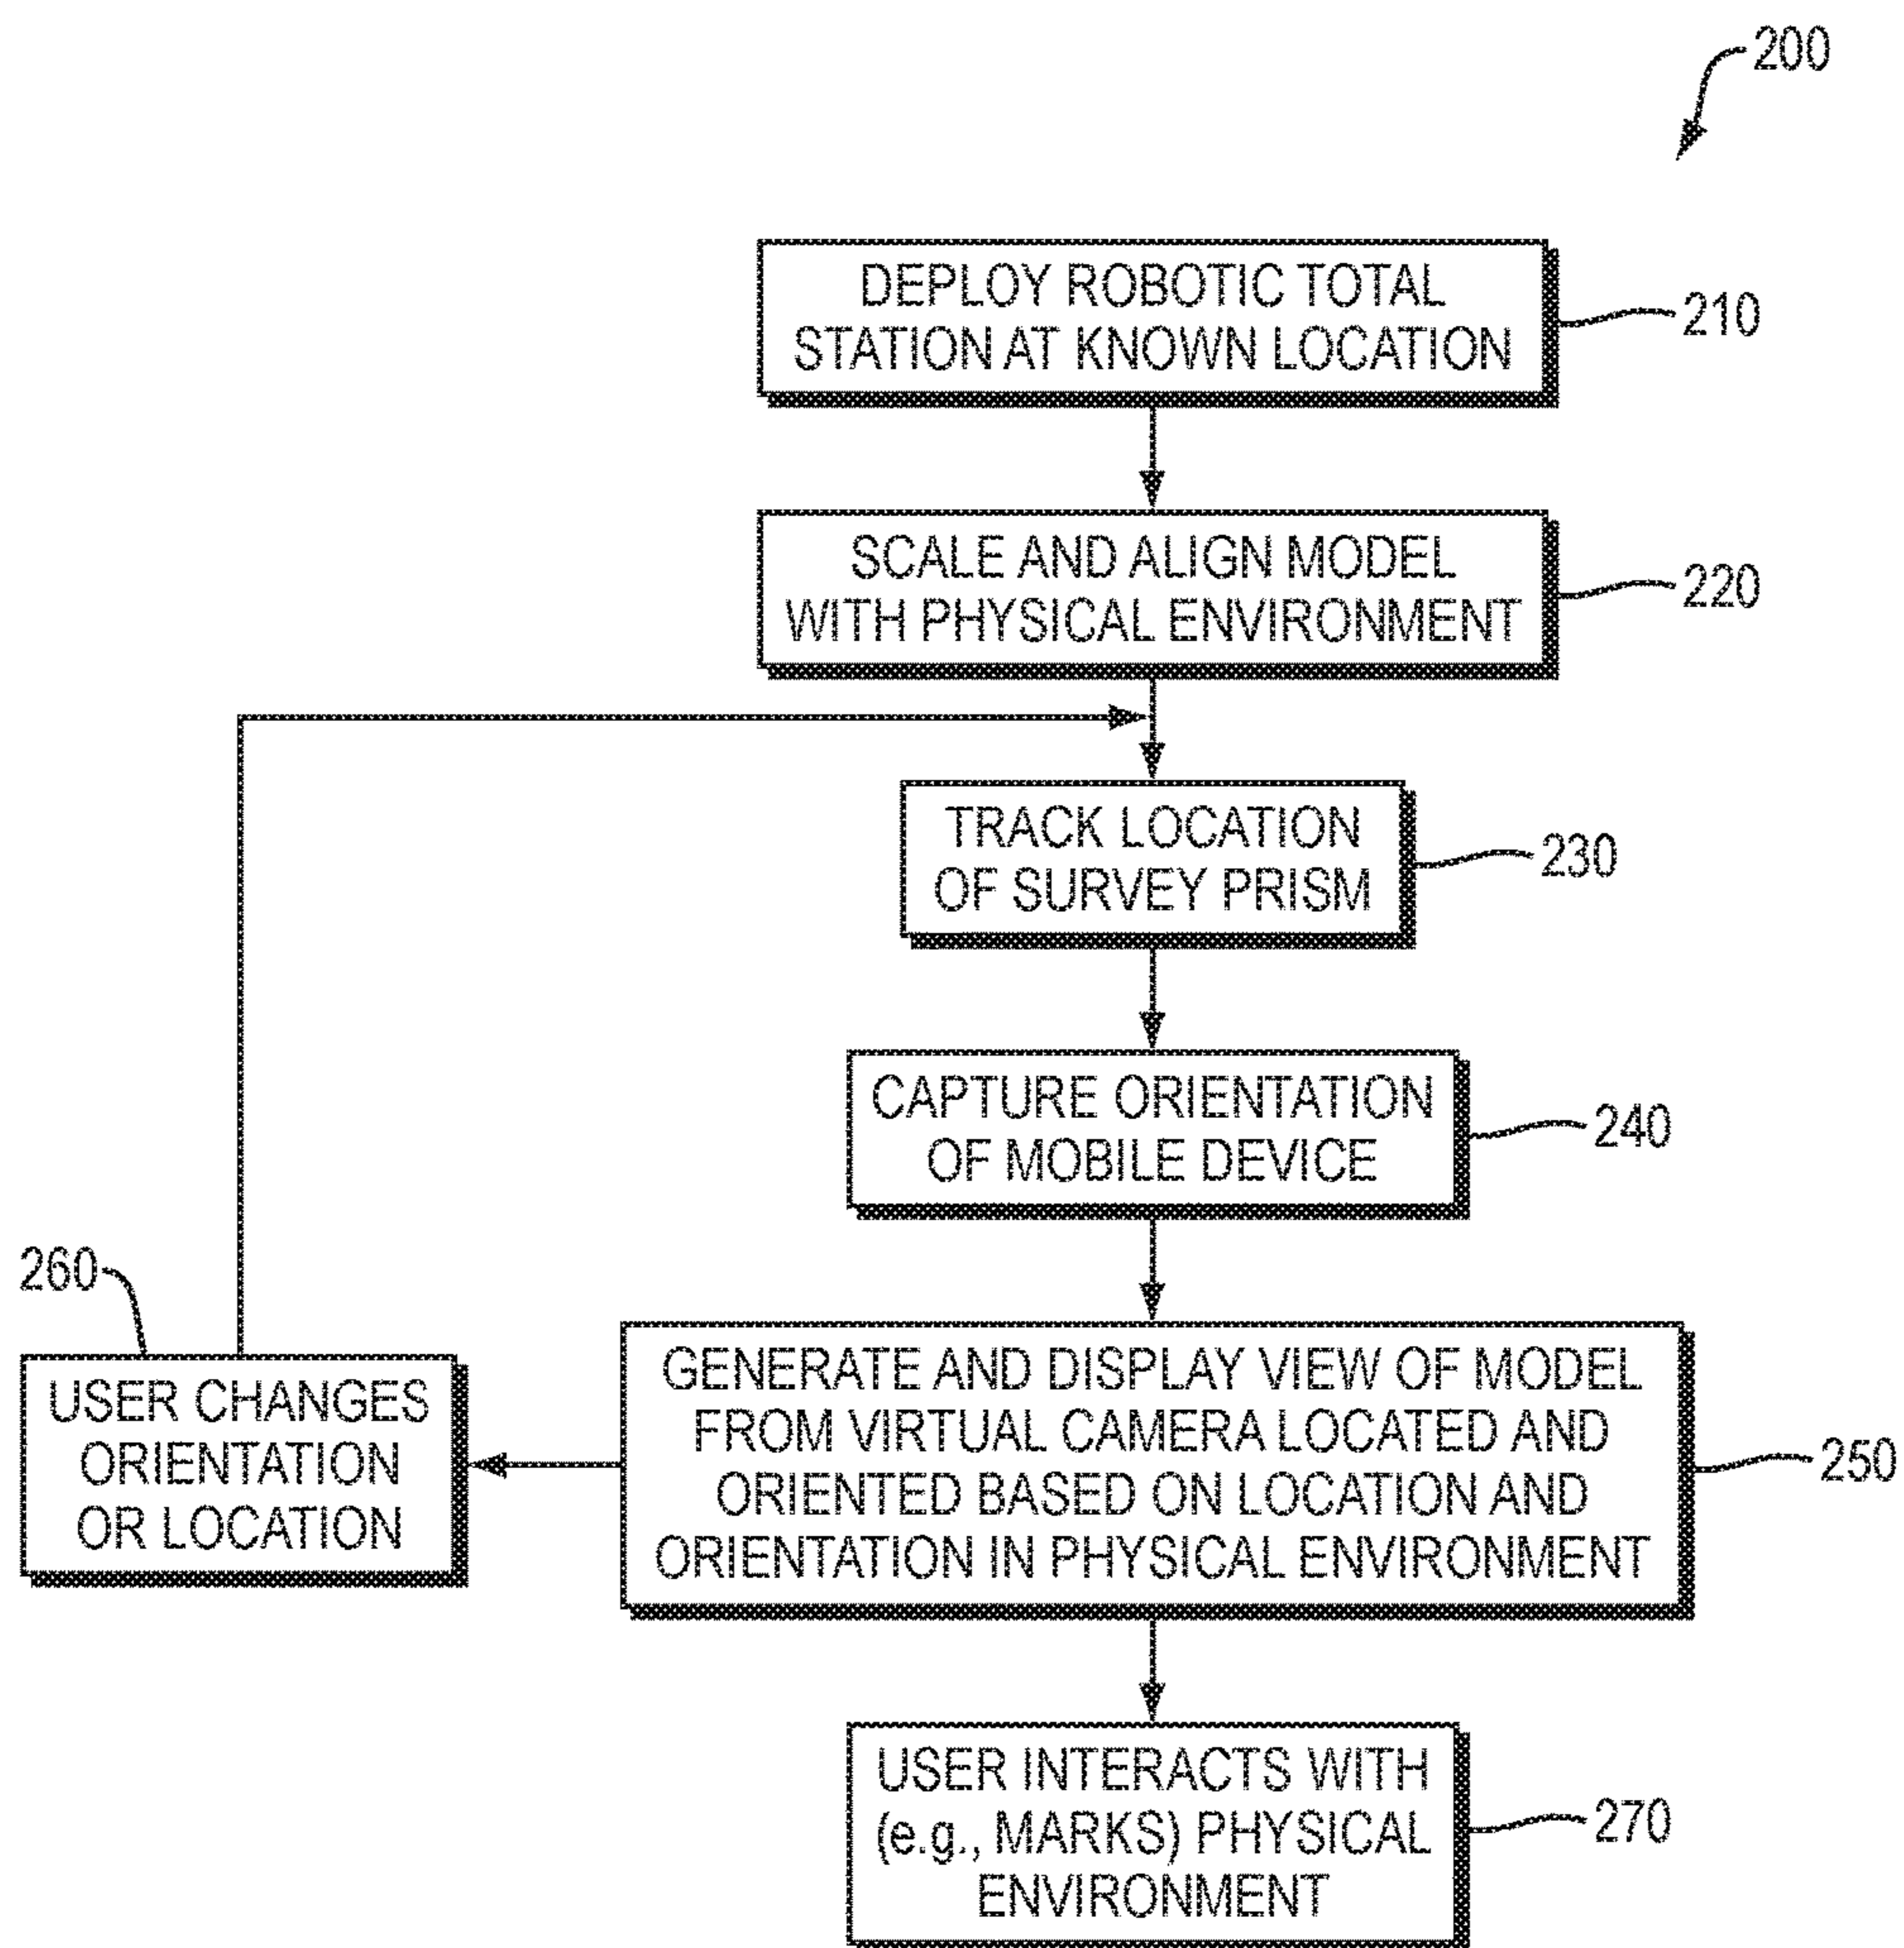 200
DEPLOY ROBOTIC TOTAL
STATION AT KNOWN LOCATION
210
SCALE AND ALIGN MODEL
WITH PHYSICAL ENVIRONMENT
220
TRACK LOCATION
OF SURVEY PRISM
230
CAPTURE ORIENTATION
OF MOBILE DEVICE
240
260
USER CHANGES
ORIENTATION
OR LOCATION
GENERATE AND DISPLAY VIEW OF MODEL
FROM VIRTUAL CAMERA LOCATED AND
ORIENTED BASED ON LOCATION AND
ORIENTATION IN PHYSICAL ENVIRONMENT
250
USER INTERACTS WITH
(e.g., MARKS) PHYSICAL
ENVIRONMENT
270